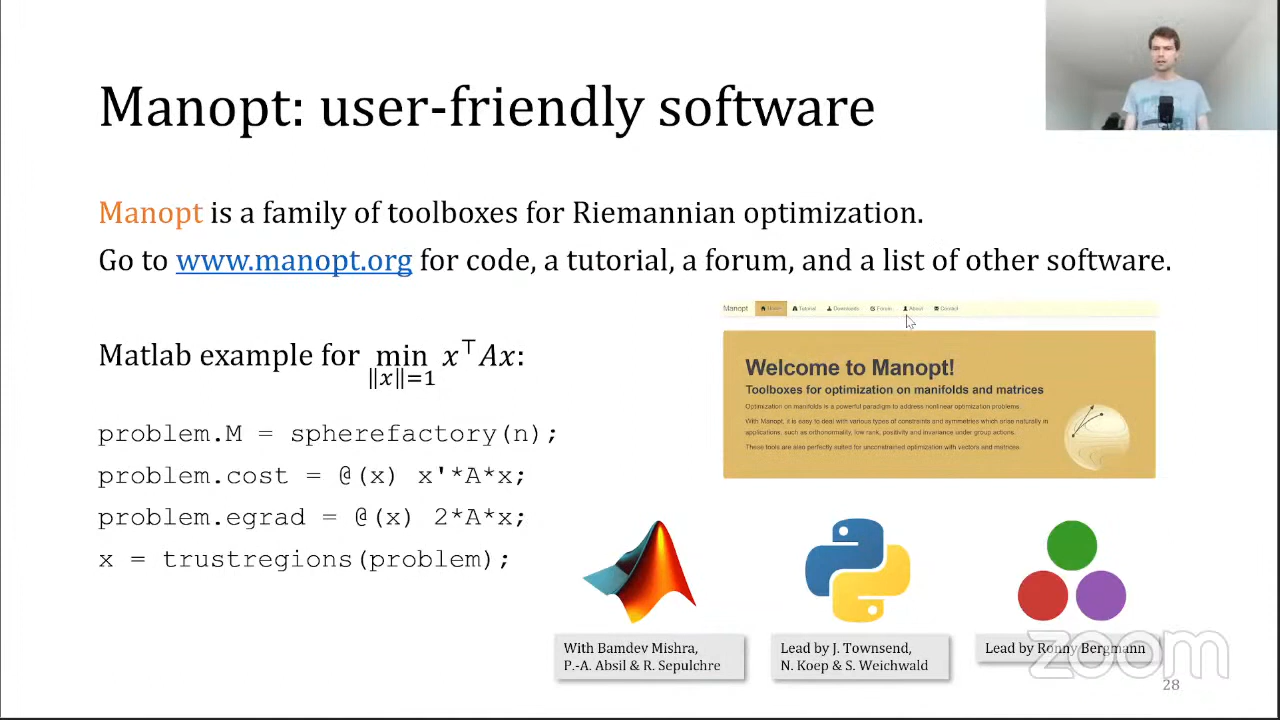 Manopt: user-friendly software
Manopt is a family of toolboxes for Riemannian optimization.
Go to www.manopt.org for code, a tutorial, a forum, and a list of other software.
Manopt Home Tutorial Downloads Forum About Contact
Matlab example for min x⊤Ax:
‖x‖=1
Welcome to Manopt!
Toolboxes for optimization on manifolds and matrices
Optimization on manifolds is a powerful paradigm to address nonlinear optimization problems.
With Manopt, it is easy to deal with various types of constraints and symmetries which arise naturally in
applications, such as orthonormality, low rank, positivity and invariance under group actions.
These tools are also perfectly suited for unconstrained optimization with vectors and matrices.
problem.M = spherefactory(n);
problem.cost = @(x) x'*A*x;
problem.egrad = @(x) 2*A*x;
x = trustregions(problem);
With Bamdev Mishra,
P.-A. Absil & R. Sepulchre
Lead by J. Townsend,
N. Koep & S. Weichwald
Lead by Ronny Bergmann
zoom
28